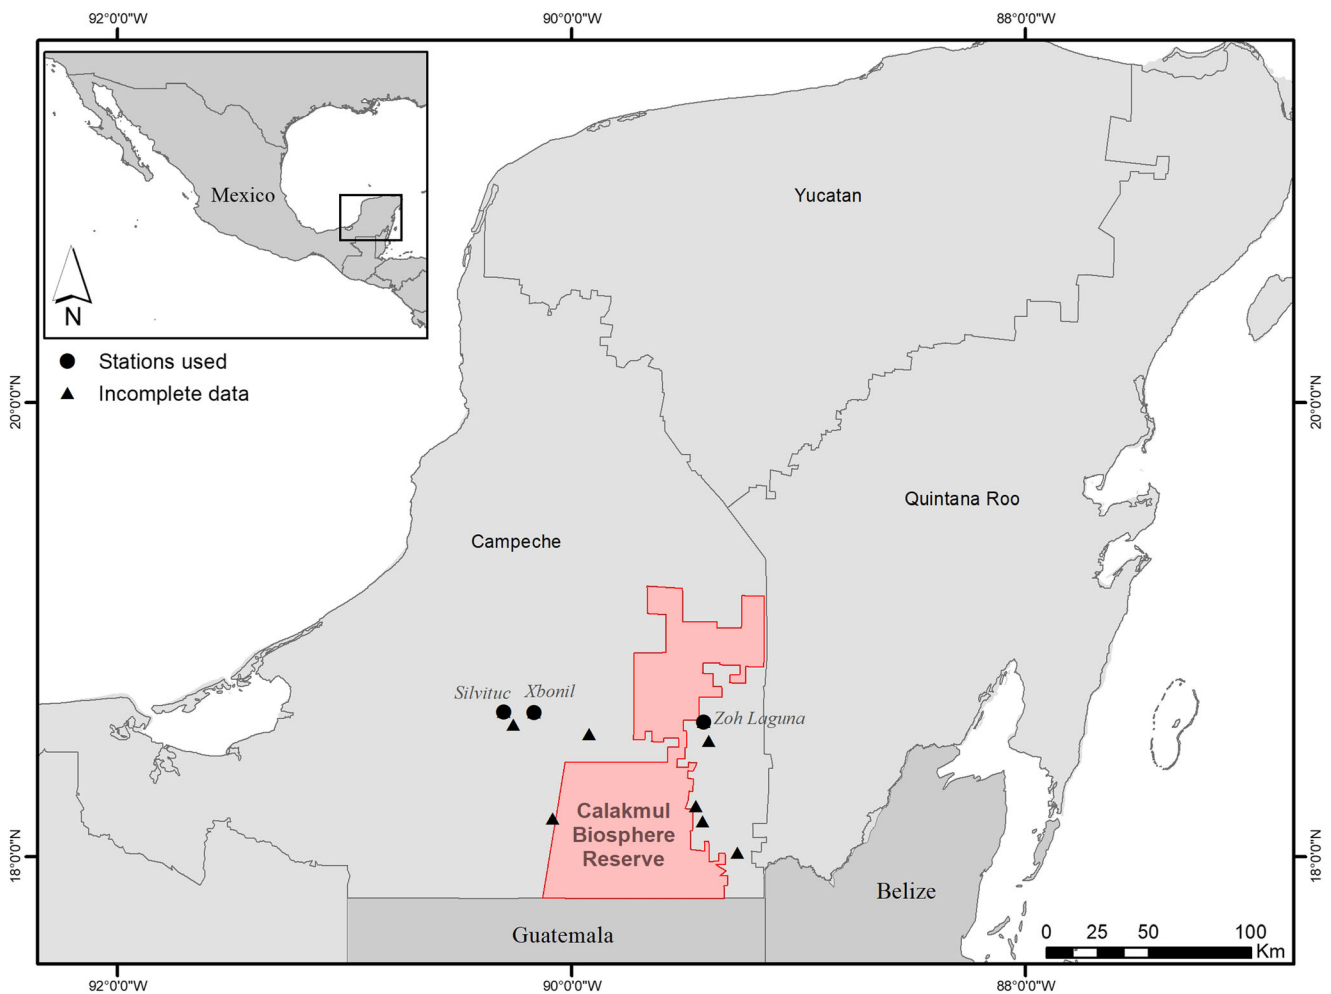 92°0'0"W
90°0'0"W
88°0'0"W
Mexico
N
Yucatan
Stations used
Incomplete data
20°0'0"N
20°0'0"N
Quintana Roo
Campeche
Silvituc
Xbonil
Zoh Laguna
Calakmul
Biosphere
Reserve
18°0'0"N
18°0'0"N
Belize
Guatemala
0 25 50 100
Km
92°0'0"W
90°0'0"W
88°0'0"W